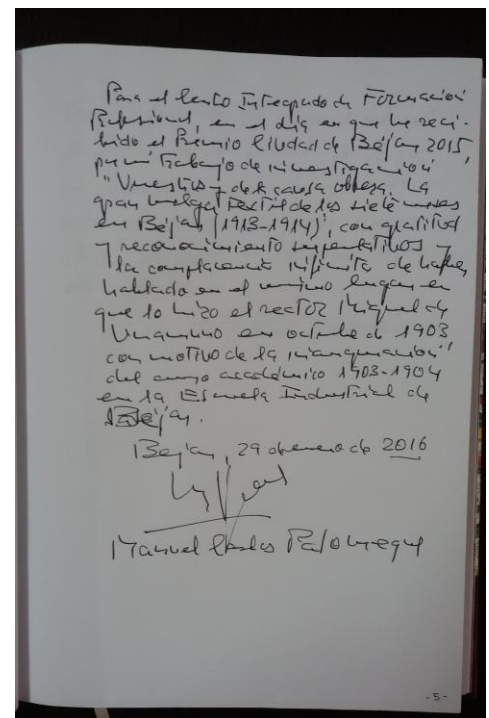 Para el Centro Integrado de Formación
Profesional, en el día en que he reci-
bido el Premio Ciudad de Béjar 2015,
por mi trabajo de investigación
"Vuestros y de la causa obrera. La
gran huelga textil de los siete meses
en Béjar (1913-1914)", con gratitud
y reconocimiento superlativos y
la complacencia infinita de haber
hablado en el mismo lugar en
que lo hizo el rector Miguel de
Unamuno en octubre de 1903
con motivo de la inauguración
del curso académico 1903-1904
en la Escuela Industrial de
Béjar.
Béjar, 29 de enero de 2016
Manuel Carlos Palomeque
- 5 -